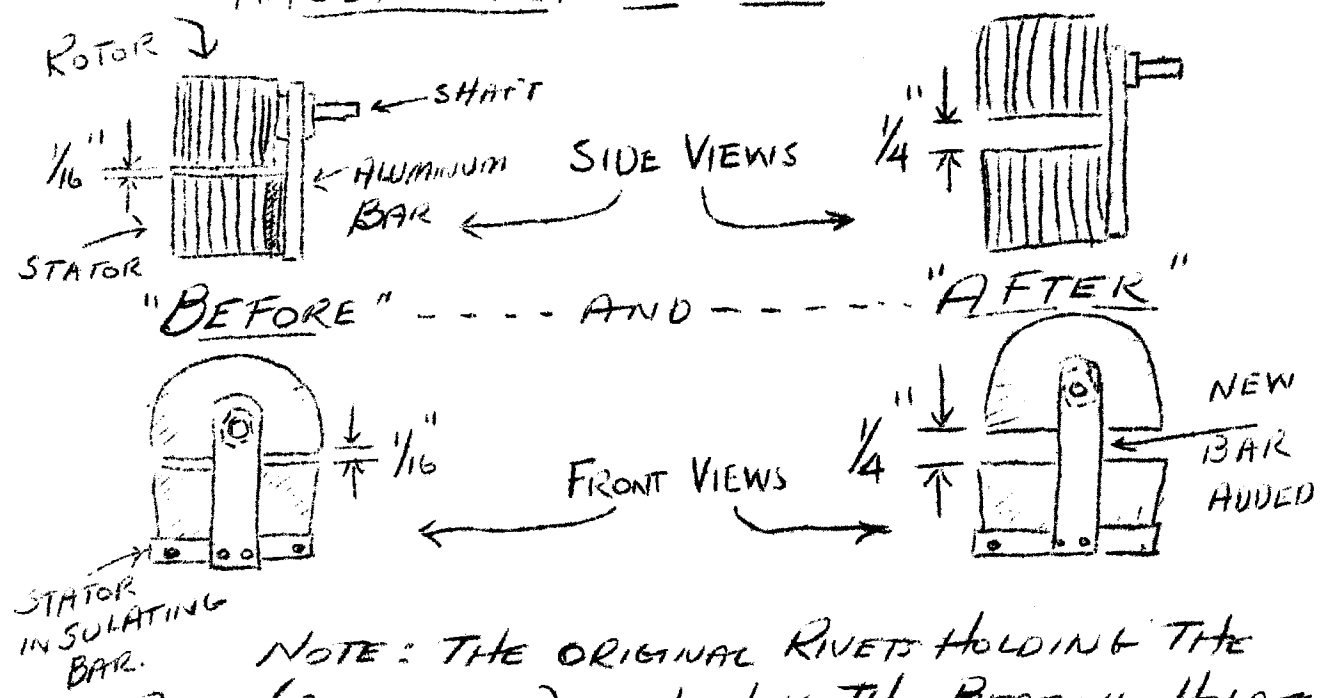 ROTOR
SHAFT
1/16"
ALUMINUM
BAR
STATOR
SIDE VIEWS
1/4"
"BEFORE" ---- AND ---- "AFTER"
1/16"
FRONT VIEWS
1/4"
NEW
BAR
ADDED
STATOR
INSULATING
BAR.
NOTE: THE ORIGINAL RIVETS HOLDING THE